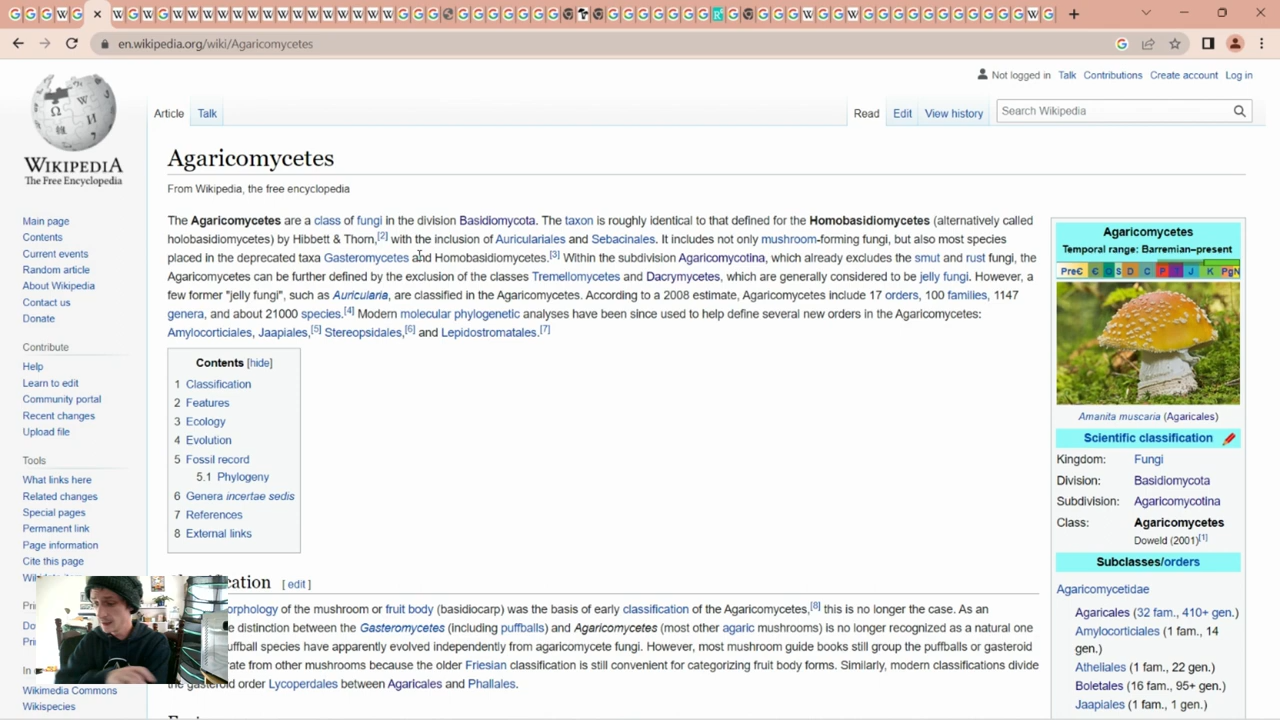 en.wikipedia.org/wiki/Agaricomycetes
Not logged in Talk Contributions Create account Log in
Article Talk
Read Edit View history Search Wikipedia
WIKIPEDIA
The Free Encyclopedia
Main page
Contents
Current events
Random article
About Wikipedia
Contact us
Donate
Contribute
Help
Learn to edit
Community portal
Recent changes
Upload file
Tools
What links here
Related changes
Special pages
Permanent link
Page information
Cite this page
Wikimedia Commons
Wikispecies
Agaricomycetes
From Wikipedia, the free encyclopedia
The Agaricomycetes are a class of fungi in the division Basidiomycota. The taxon is roughly identical to that defined for the Homobasidiomycetes (alternatively called
holobasidiomycetes) by Hibbett & Thorn,[2] with the inclusion of Auriculariales and Sebacinales. It includes not only mushroom-forming fungi, but also most species
placed in the deprecated taxa Gasteromycetes and Homobasidiomycetes.[3] Within the subdivision Agaricomycotina, which already excludes the smut and rust fungi, the
Agaricomycetes can be further defined by the exclusion of the classes Tremellomycetes and Dacrymycetes, which are generally considered to be jelly fungi. However, a
few former "jelly fungi", such as Auricularia, are classified in the Agaricomycetes. According to a 2008 estimate, Agaricomycetes include 17 orders, 100 families, 1147
genera, and about 21000 species.[4] Modern molecular phylogenetic analyses have been since used to help define several new orders in the Agaricomycetes:
Amylocorticiales, Jaapiales,[5] Stereopsidales,[6] and Lepidostromatales.[7]
Contents [hide]
1 Classification
2 Features
3 Ecology
4 Evolution
5 Fossil record
5.1 Phylogeny
6 Genera incertae sedis
7 References
8 External links
[ edit ]
of the mushroom or fruit body (basidiocarp) was the basis of early classification of the Agaricomycetes,[8] this is no longer the case. As an
distinction between the Gasteromycetes (including puffballs) and Agaricomycetes (most other agaric mushrooms) is no longer recognized as a natural one
species have apparently evolved independently from agaricomycete fungi. However, most mushroom guide books still group the puffballs or gasteroid
from other mushrooms because the older Friesian classification is still convenient for categorizing fruit body forms. Similarly, modern classifications divide
the gasteroid order Lycoperdales between Agaricales and Phallales.
Agaricomycetes
Temporal range: Barremian–present
PreЄ Є O S D C P T J K PgN
Amanita muscaria (Agaricales)
Scientific classification
Kingdom: Fungi
Division: Basidiomycota
Subdivision: Agaricomycotina
Class: Agaricomycetes
Doweld (2001)[1]
Subclasses/orders
Agaricomycetidae
Agaricales (32 fam., 410+ gen.)
Amylocorticiales (1 fam., 14
gen.)
Atheliales (1 fam., 22 gen.)
Boletales (16 fam., 95+ gen.)
Jaapiales (1 fam., 1 gen.)